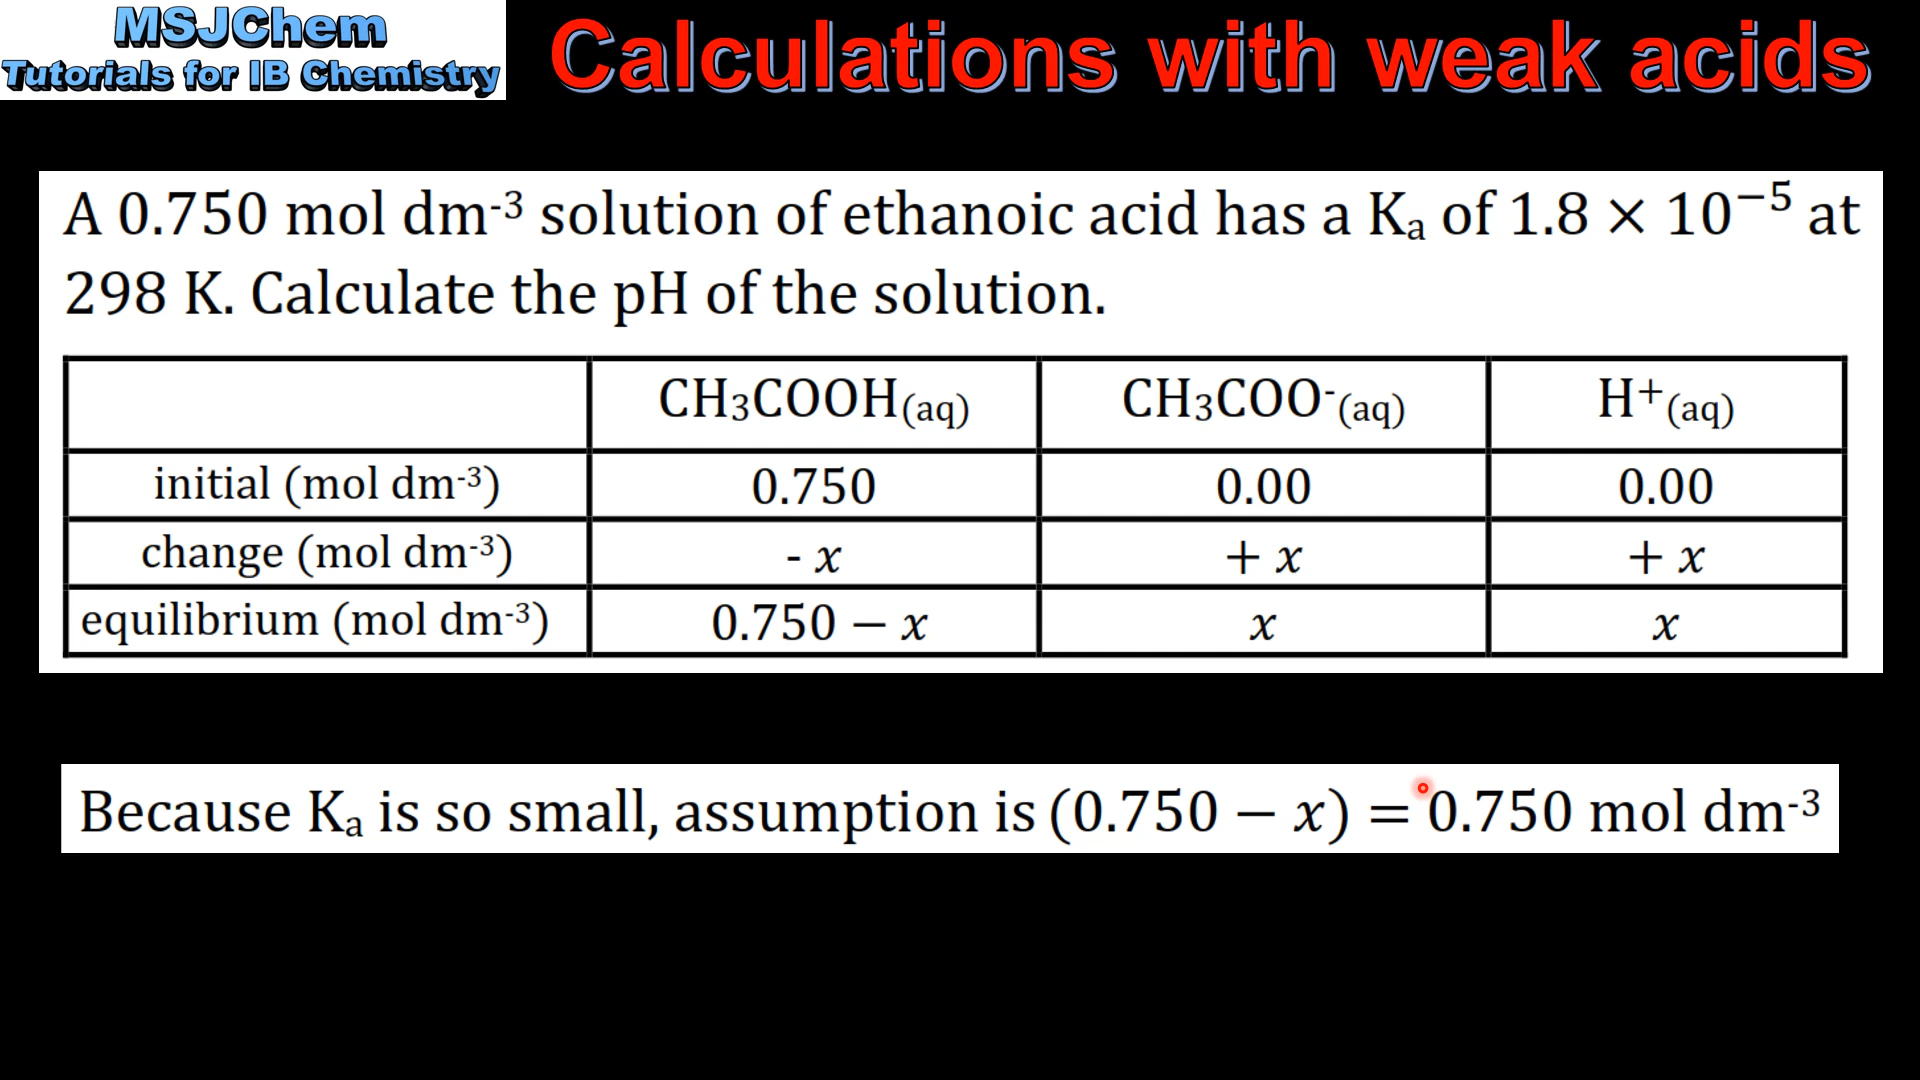 MSJChem
Tutorials for IB Chemistry
Calculations with weak acids
A 0.750 mol dm⁻³ solution of ethanoic acid has a Kₐ of 1.8 × 10⁻⁵ at
298 K. Calculate the pH of the solution.
CH₃COOH₍aq₎ CH₃COO⁻₍aq₎ H⁺₍aq₎
initial (mol dm⁻³) 0.750 0.00 0.00
change (mol dm⁻³) - x + x + x
equilibrium (mol dm⁻³) 0.750 − x x x
Because Kₐ is so small, assumption is (0.750 − x) = 0.750 mol dm⁻³